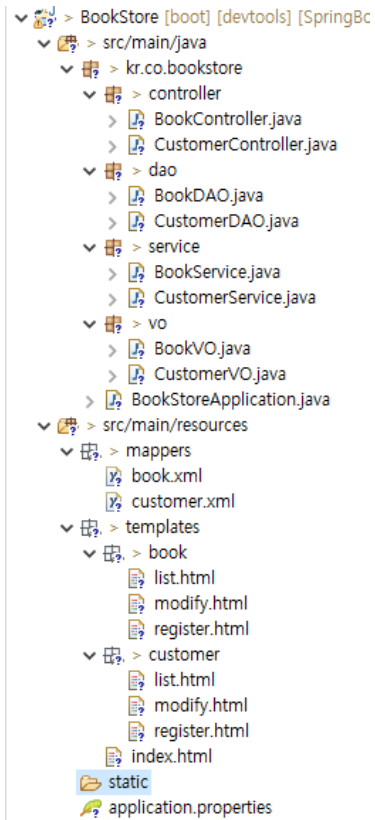 > BookStore [boot] [devtools] [SpringBo
> src/main/java
> kr.co.bookstore
> controller
> BookController.java
> CustomerController.java
> dao
> BookDAO.java
> CustomerDAO.java
> service
> BookService.java
> CustomerService.java
> vo
> BookVO.java
> CustomerVO.java
> BookStoreApplication.java
> src/main/resources
> mappers
book.xml
customer.xml
> templates
> book
list.html
modify.html
register.html
> customer
list.html
modify.html
register.html
index.html
static
application.properties